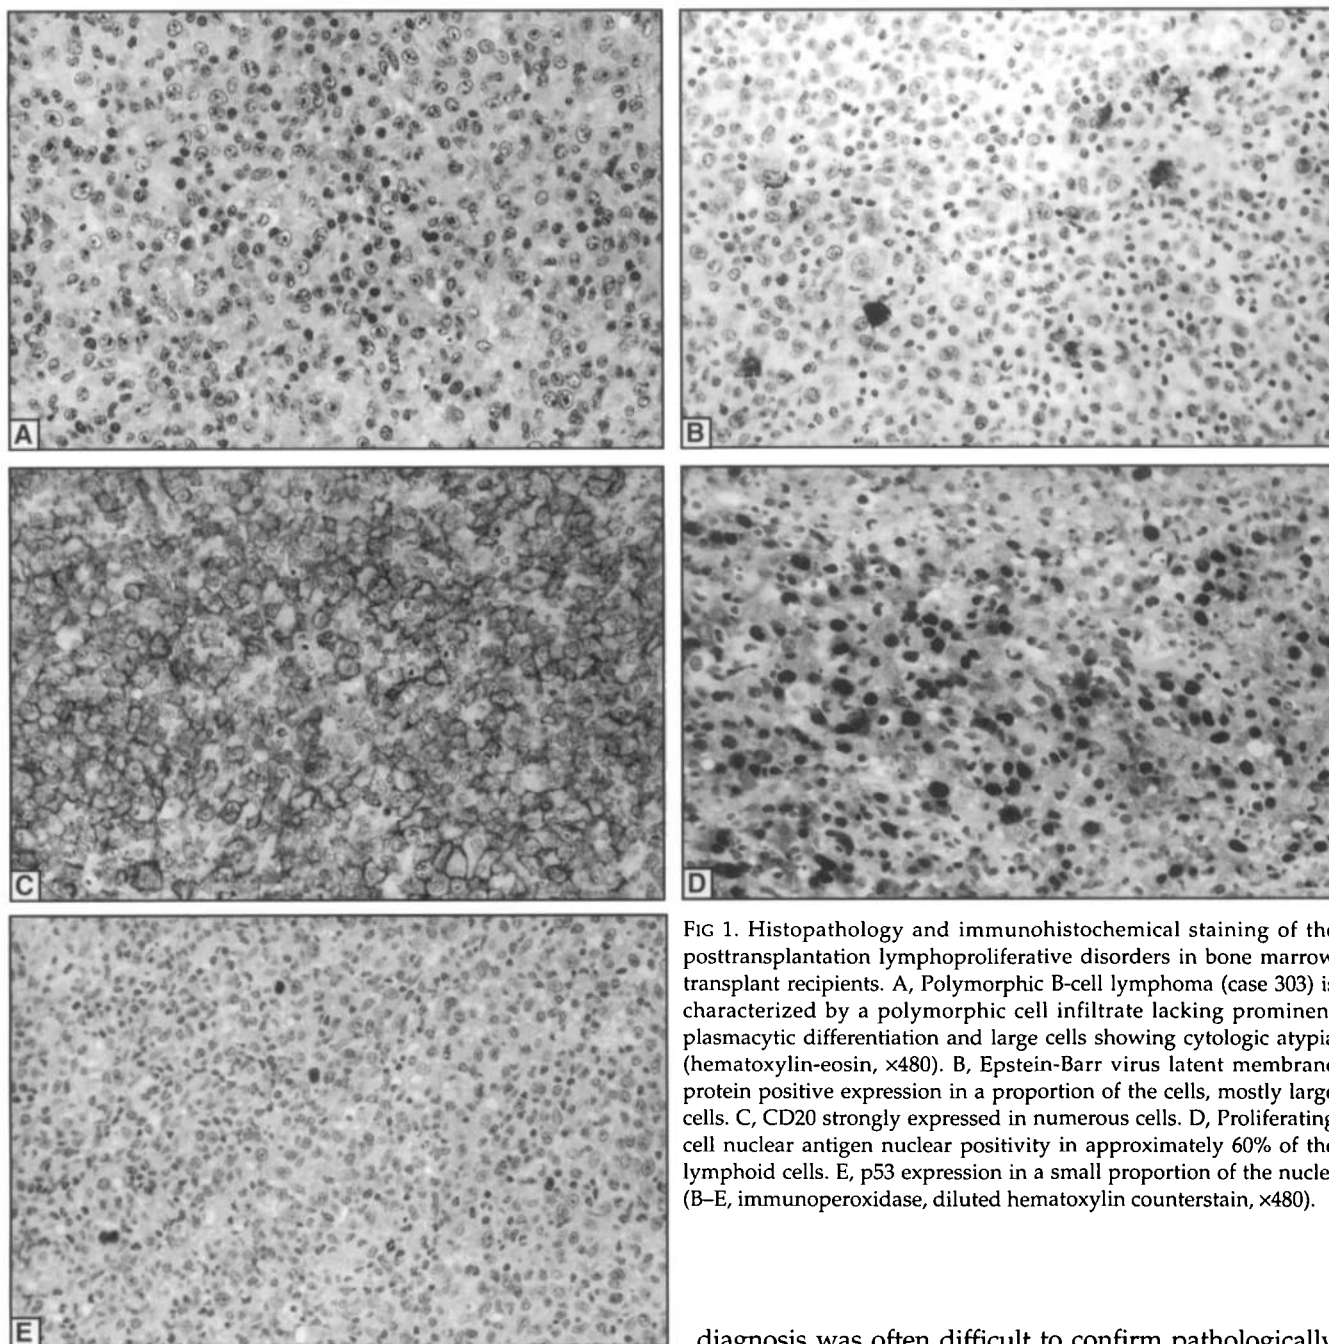 A
B
C
D
FIG 1. Histopathology and immunohistochemical staining of the
posttransplantation lymphoproliferative disorders in bone marrow
transplant recipients. A, Polymorphic B-cell lymphoma (case 303) i
characterized by a polymorphic cell infiltrate lacking prominen
plasmacytic differentiation and large cells showing cytologic atypia
(hematoxylin-eosin, ×480). B, Epstein-Barr virus latent membran
protein positive expression in a proportion of the cells, mostly large
cells. C, CD20 strongly expressed in numerous cells. D, Proliferating
cell nuclear antigen nuclear positivity in approximately 60% of the
lymphoid cells. E, p53 expression in a small proportion of the nucle
(B–E, immunoperoxidase, diluted hematoxylin counterstain, ×480).
E
diagnosis was often difficult to confirm pathologically